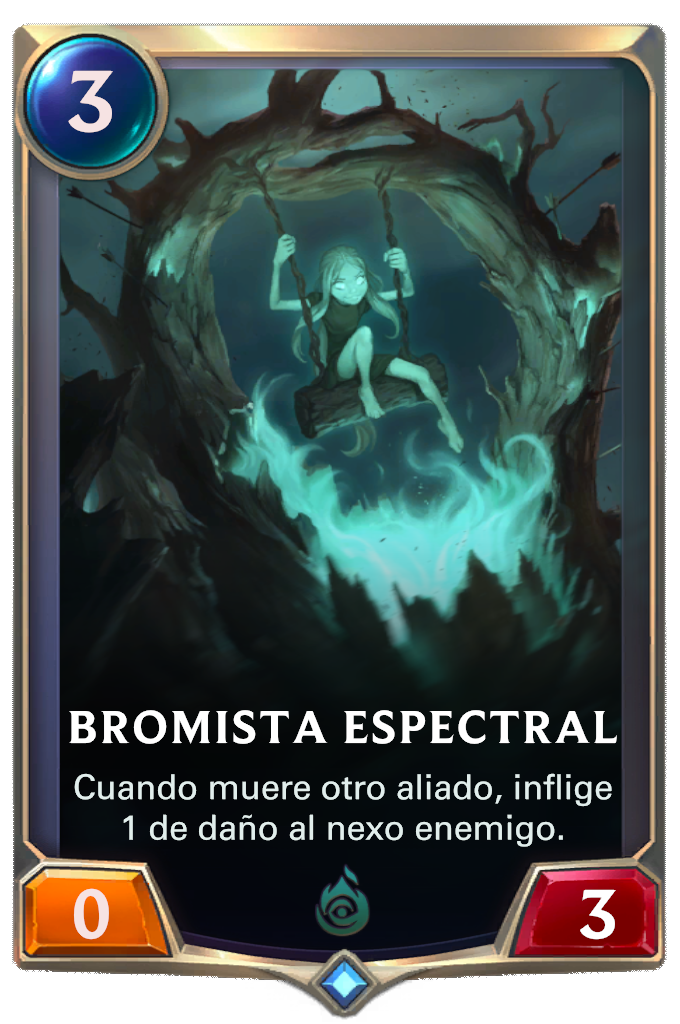 3
BROMISTA ESPECTRAL
Cuando muere otro aliado, inflige
1 de daño al nexo enemigo.
0
3